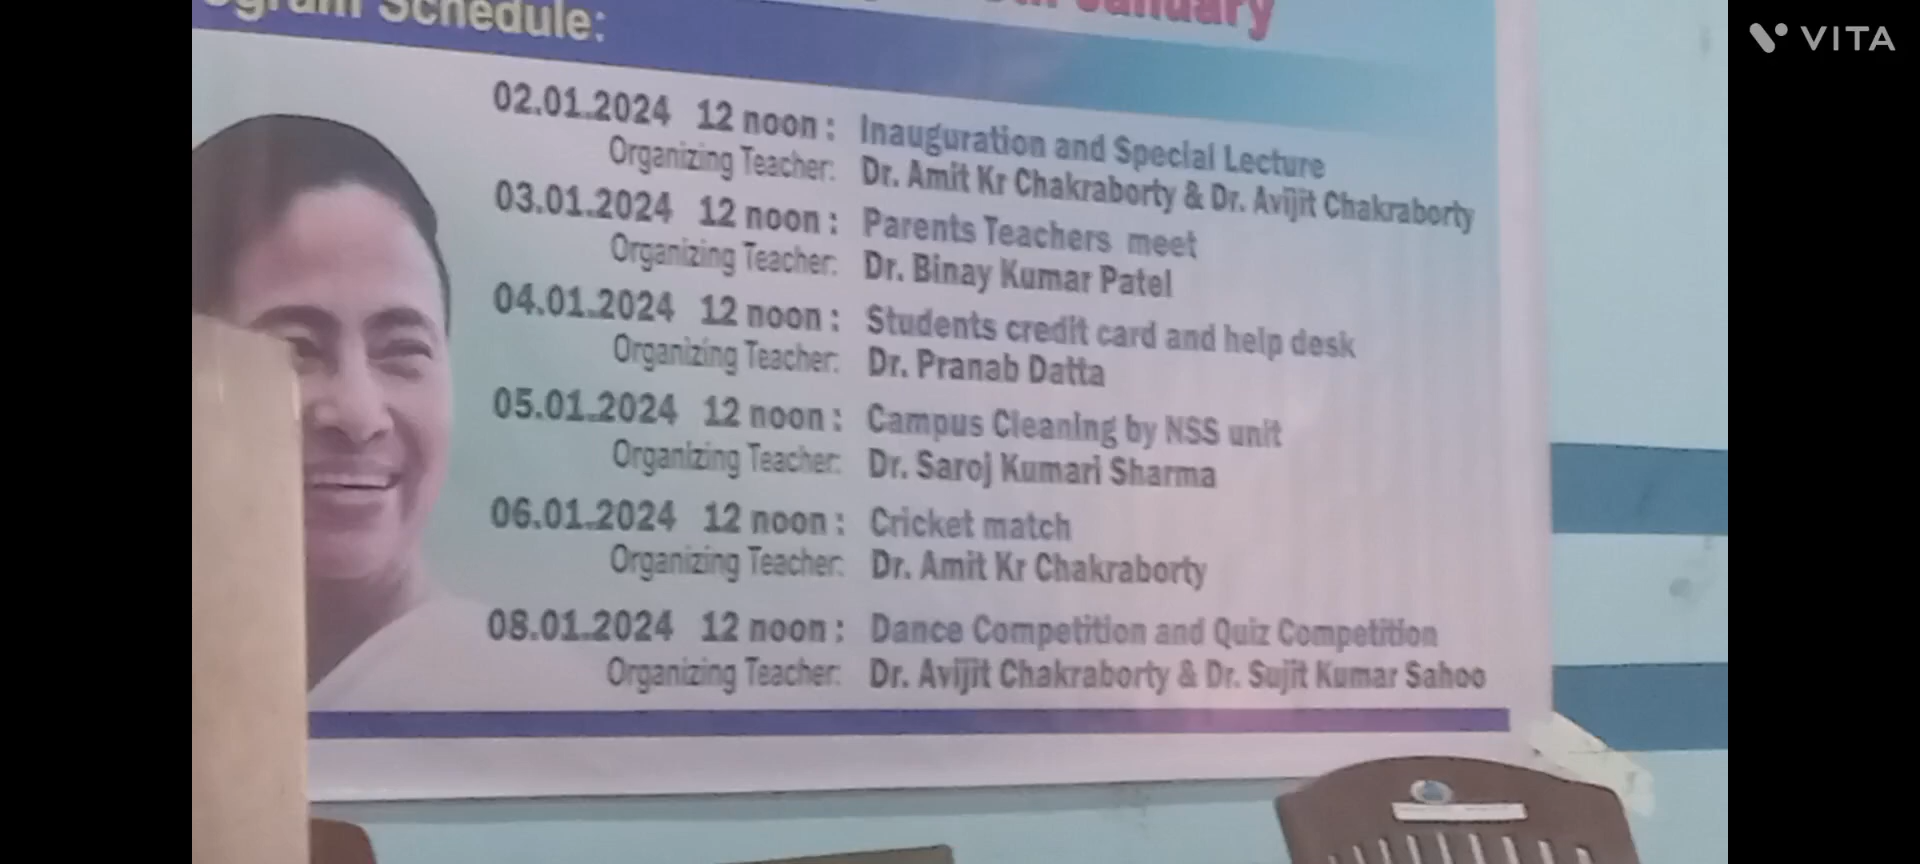 Program Schedule:
January
02.01.2024 12 noon : Inauguration and Special Lecture
Organizing Teacher: Dr. Amit Kr Chakraborty & Dr. Avijit Chakraborty
03.01.2024 12 noon : Parents Teachers meet
Organizing Teacher: Dr. Binay Kumar Patel
04.01.2024 12 noon : Students credit card and help desk
Organizing Teacher: Dr. Pranab Datta
05.01.2024 12 noon : Campus Cleaning by NSS unit
Organizing Teacher: Dr. Saroj Kumari Sharma
06.01.2024 12 noon : Cricket match
Organizing Teacher: Dr. Amit Kr Chakraborty
08.01.2024 12 noon : Dance Competition and Quiz Competition
Organizing Teacher: Dr. Avijit Chakraborty & Dr. Sujit Kumar Sahoo
VITA